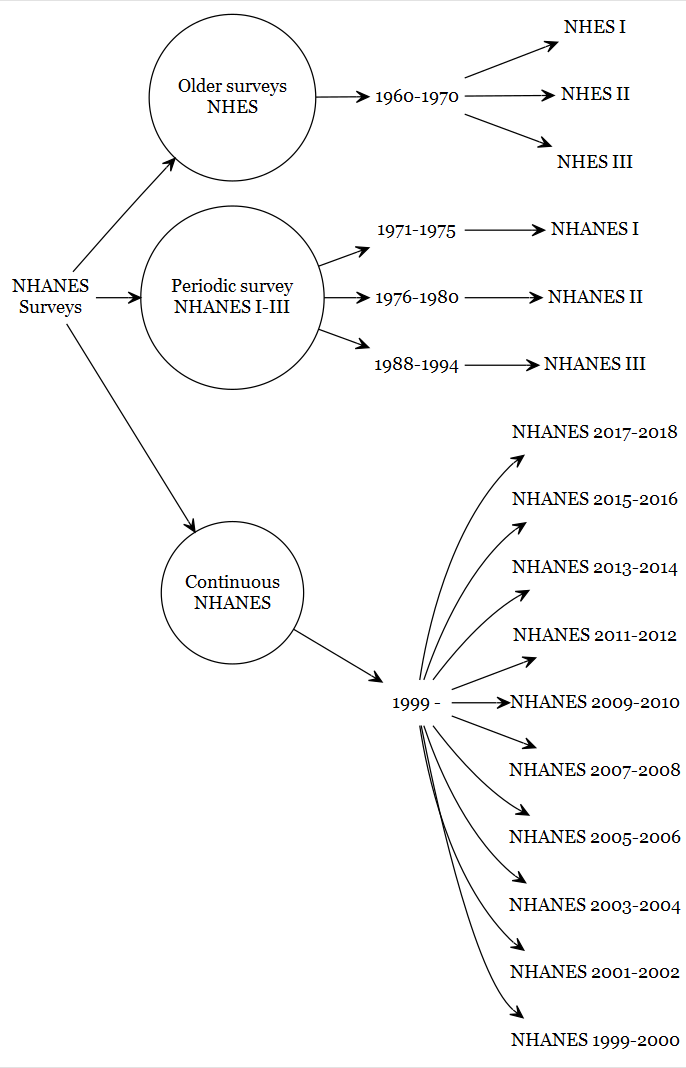 NHANES
Surveys
Older surveys
NHES
1960-1970
NHES I
NHES II
NHES III
Periodic survey
NHANES I-III
1971-1975
NHANES I
1976-1980
NHANES II
1988-1994
NHANES III
Continuous
NHANES
1999 -
NHANES 2017-2018
NHANES 2015-2016
NHANES 2013-2014
NHANES 2011-2012
NHANES 2009-2010
NHANES 2007-2008
NHANES 2005-2006
NHANES 2003-2004
NHANES 2001-2002
NHANES 1999-2000